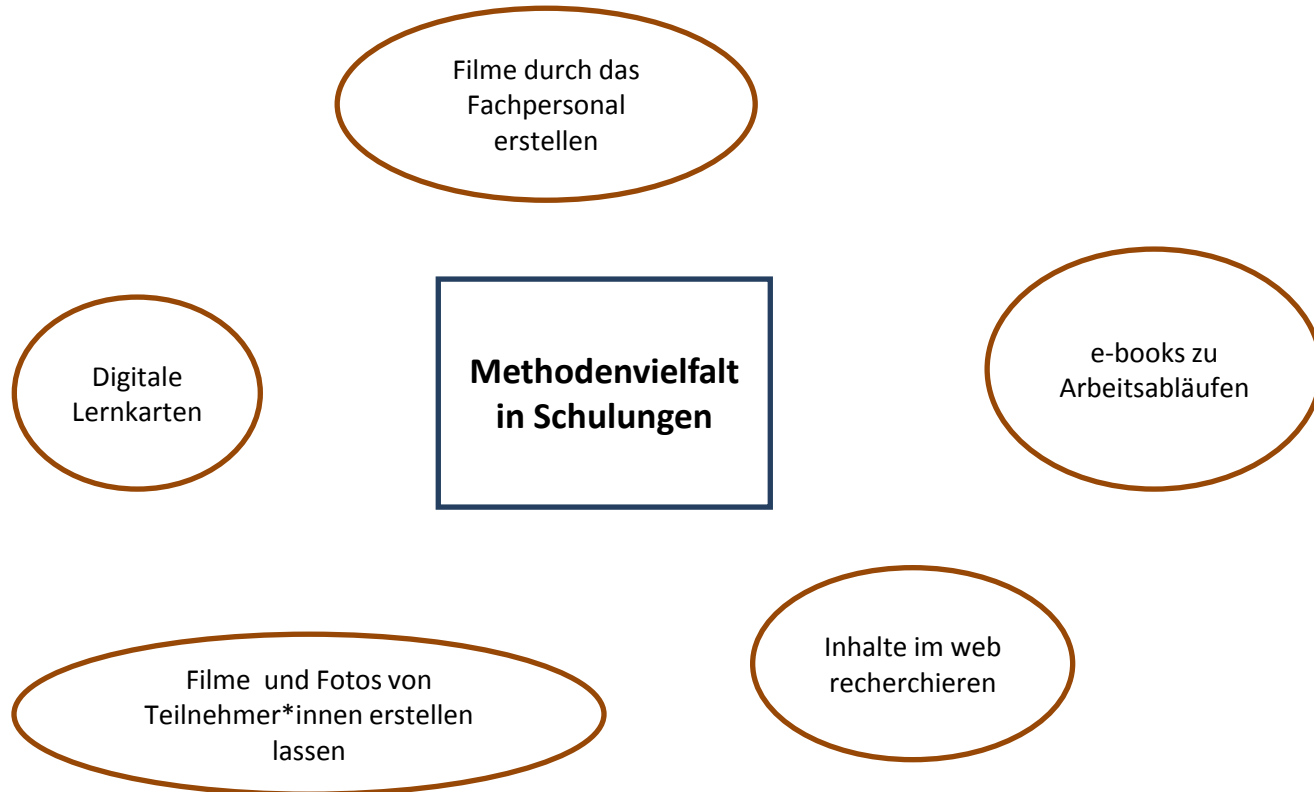 Filme durch das
Fachpersonal
erstellen
Methodenvielfalt
in Schulungen
e-books zu
Arbeitsabläufen
Digitale
Lernkarten
Inhalte im web
recherchieren
Filme und Fotos von
Teilnehmer*innen erstellen
lassen